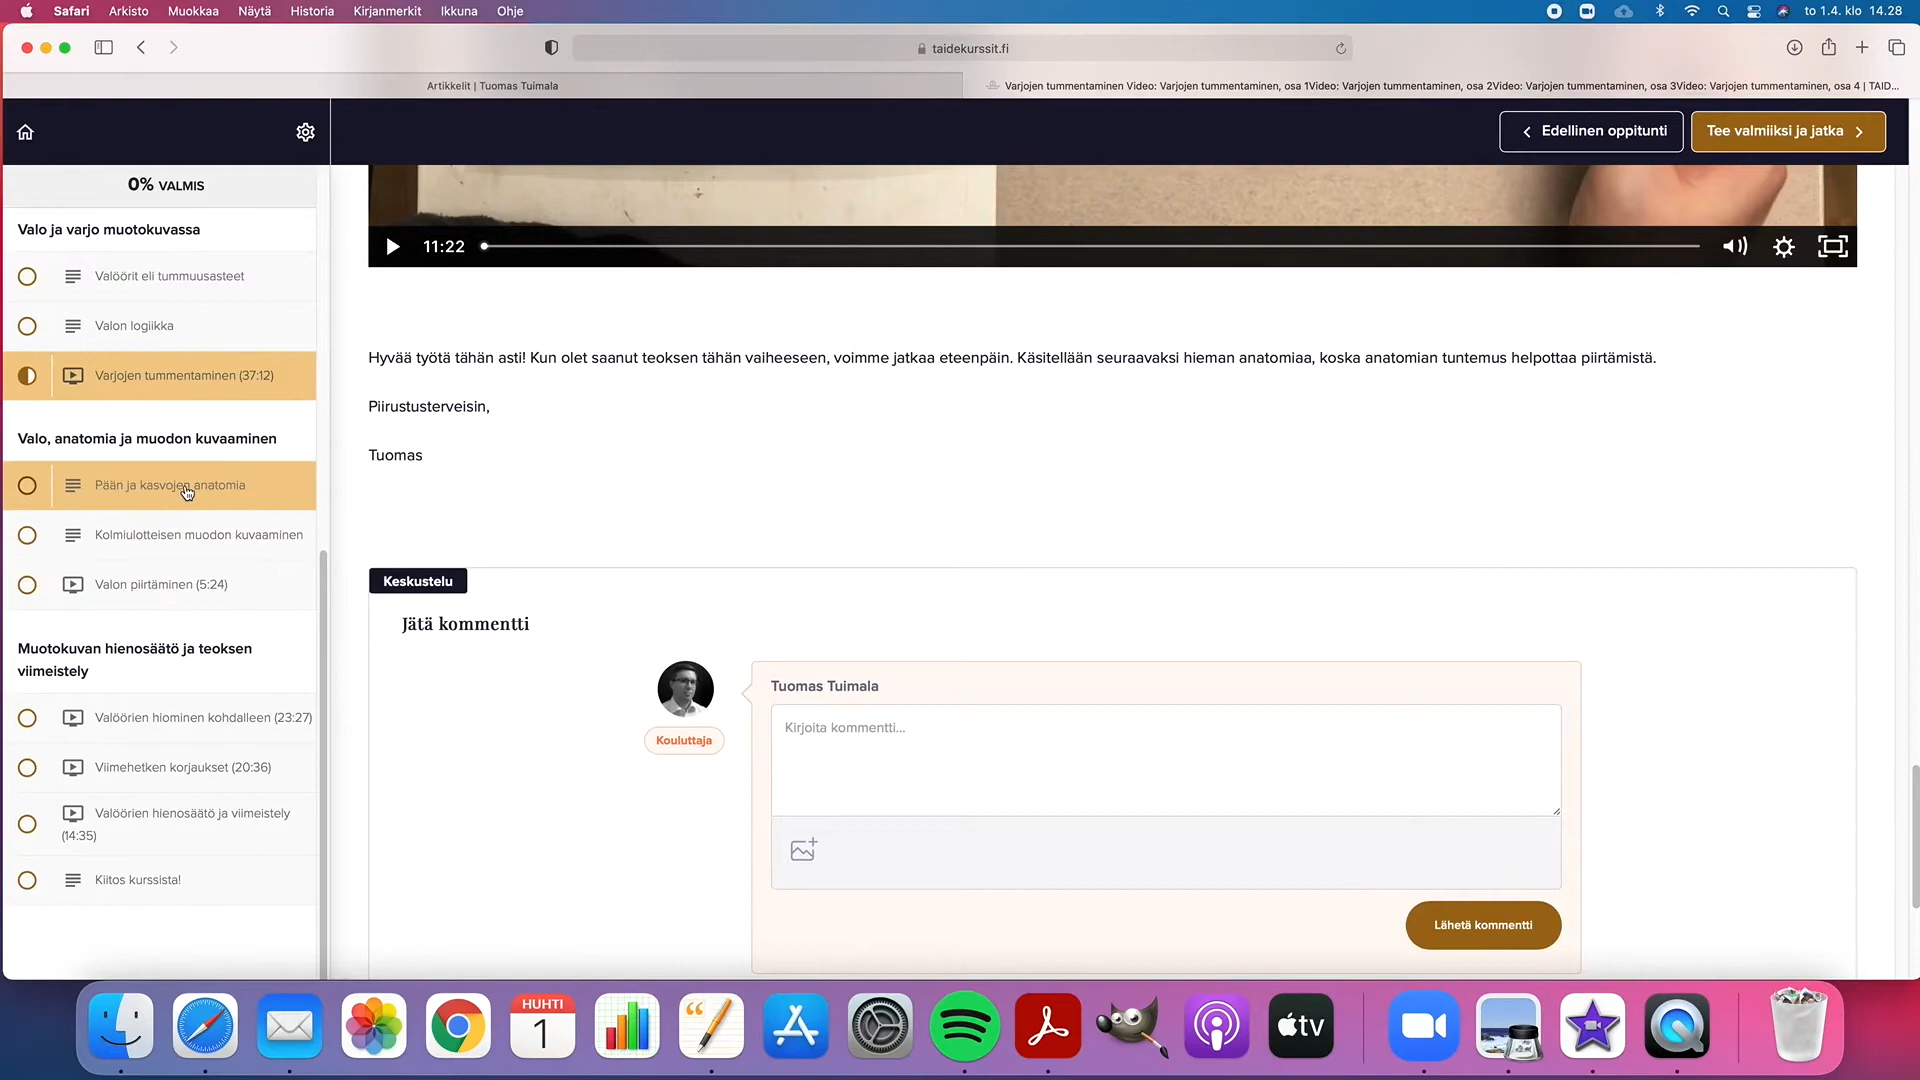 Safari Arkisto Muokkaa Näytä Historia Kirjanmerkit Ikkuna Ohje to 1.4. klo 14.28
taidekurssit.fi
Artikkelit | Tuomas Tuimala
Varjojen tummentaminen Video: Varjojen tummentaminen, osa 1Video: Varjojen tummentaminen, osa 2Video: Varjojen tummentaminen, osa 3Video: Varjojen tummentaminen, osa 4 | TAID...
Edellinen oppitunti
Tee valmiiksi ja jatka
0% VALMIS
Valo ja varjo muotokuvassa
Valöörit eli tummuusasteet
Valon logiikka
Varjojen tummentaminen (37:12)
Valo, anatomia ja muodon kuvaaminen
Pään ja kasvojen anatomia
Kolmiulotteisen muodon kuvaaminen
Valon piirtäminen (5:24)
Muotokuvan hienosäätö ja teoksen
viimeistely
Valöörien hiominen kohdalleen (23:27)
Viimehetken korjaukset (20:36)
Valöörien hienosäätö ja viimeistely
(14:35)
Kiitos kurssista!
11:22
Hyvää työtä tähän asti! Kun olet saanut teoksen tähän vaiheeseen, voimme jatkaa eteenpäin. Käsitellään seuraavaksi hieman anatomiaa, koska anatomian tuntemus helpottaa piirtämistä.
Piirustusterveisin,
Tuomas
Keskustelu
Jätä kommentti
Tuomas Tuimala
Kouluttaja
Kirjoita kommentti...
Lähetä kommentti
HUHTI
1
tv